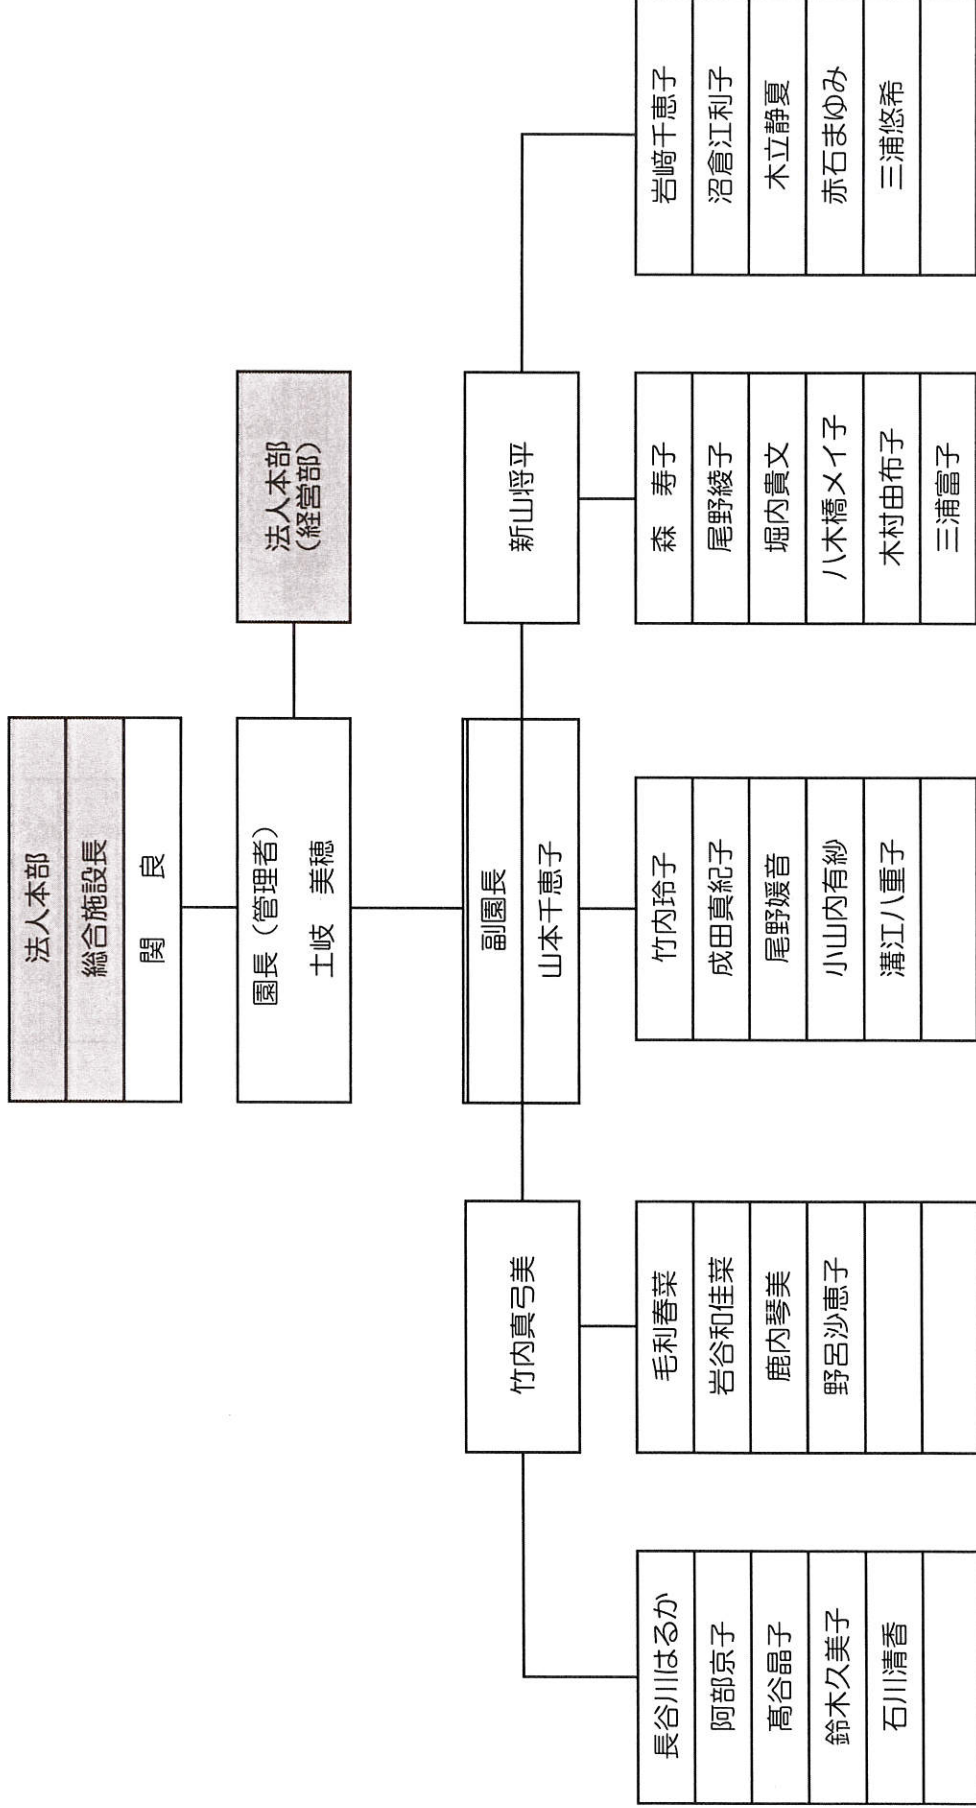 法人本部
総合施設長
関　良
園長（管理者）
土岐　美穂
法人本部
（経営部）
副園長
山本千恵子
竹内真弓美
新山将平
長谷川はるか
阿部京子
髙谷晶子
鈴木久美子
石川清香
毛利春菜
岩谷和佳菜
鹿内琴美
野呂沙恵子
竹内玲子
成田真紀子
尾野媛音
小山内有紗
溝江八重子
森　寿子
尾野綾子
堀内貴文
八木橋メイ子
木村由布子
三浦富子
岩﨑千恵子
沼倉江利子
木立静夏
赤石まゆみ
三浦悠希